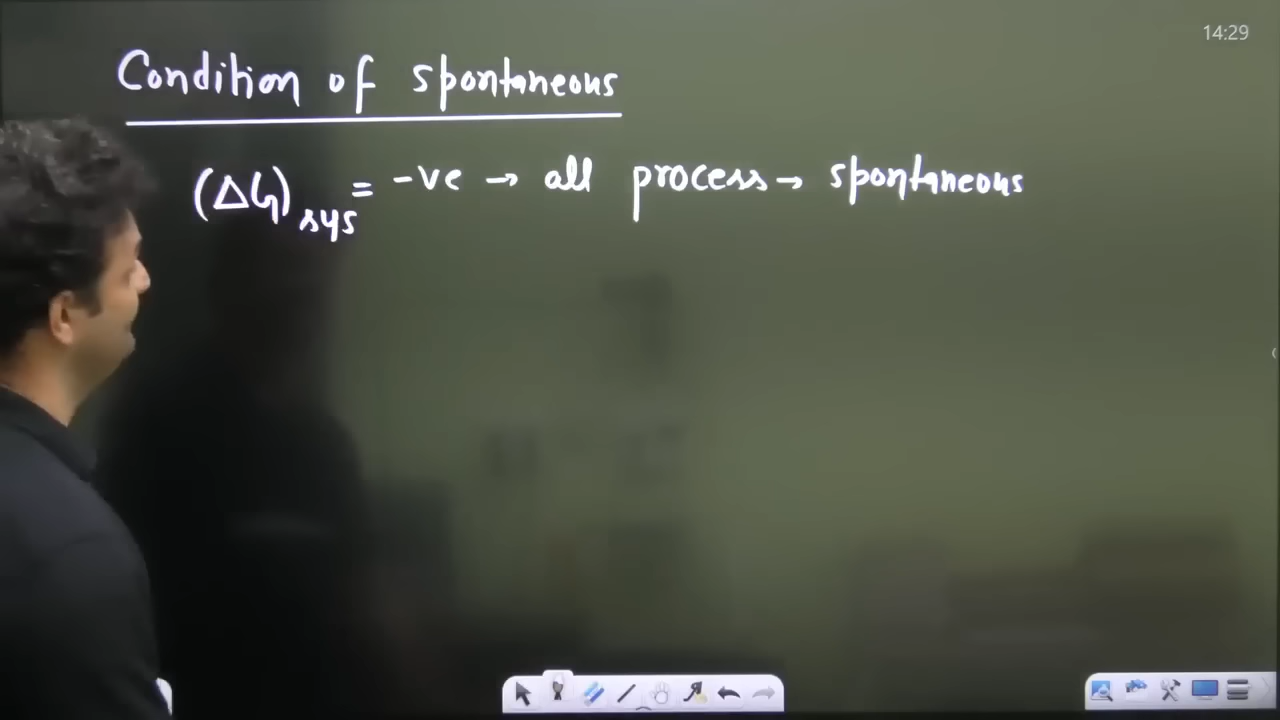 14:29
Condition of spontaneous
(ΔG)sys = -ve → all process → spontaneous